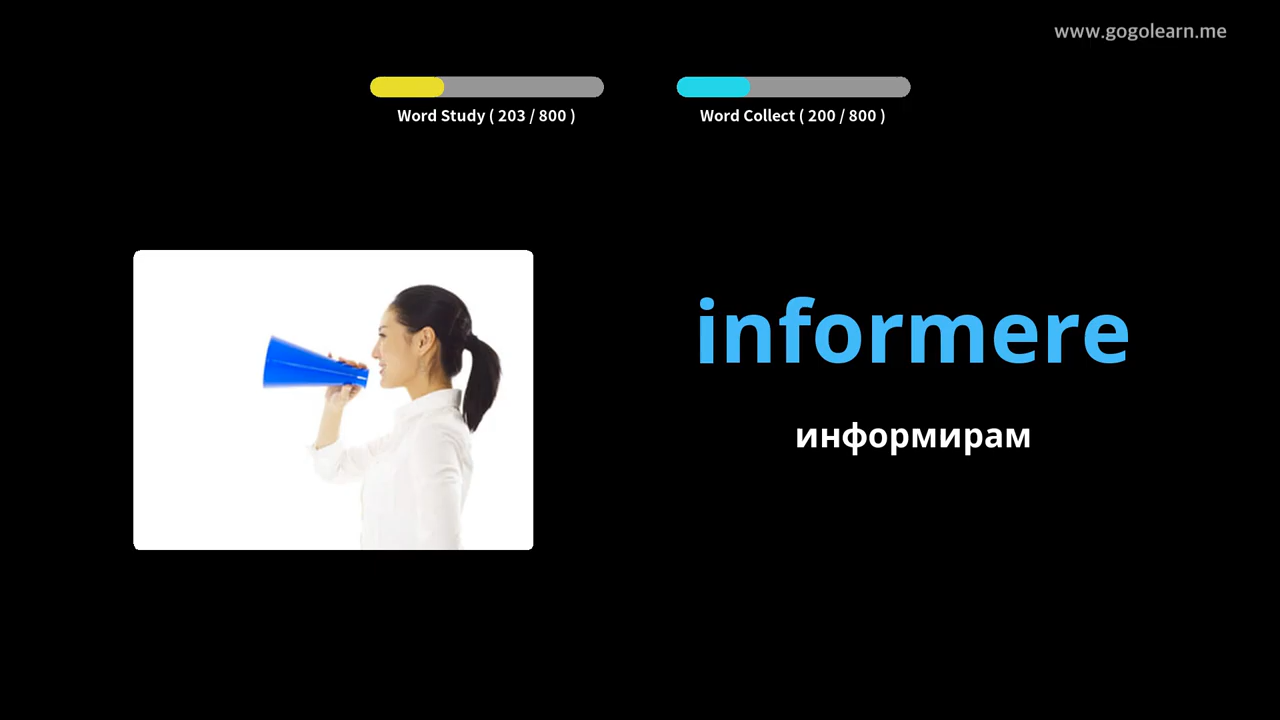 www.gogolearn.me
Word Study ( 203 / 800 )
Word Collect ( 200 / 800 )
informere
информирам